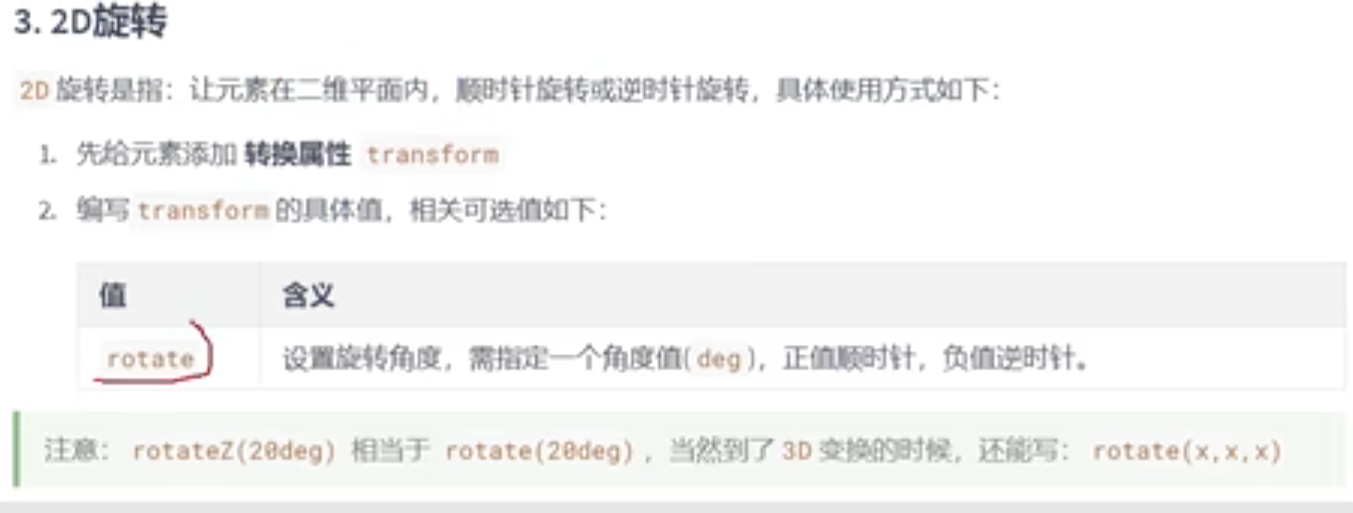 3. 2D旋转
2D 旋转是指：让元素在二维平面内，顺时针旋转或逆时针旋转，具体使用方式如下：
1. 先给元素添加 转换属性 transform
2. 编写 transform 的具体值，相关可选值如下：
值 含义
rotate 设置旋转角度，需指定一个角度值( deg )，正值顺时针，负值逆时针。
注意： rotateZ(20deg) 相当于 rotate(20deg) ，当然到了 3D 变换的时候，还能写： rotate(x,x,x)